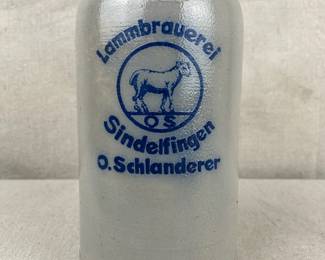 Lammbrauerei
OS
Sindelfingen
O.Schlanderer